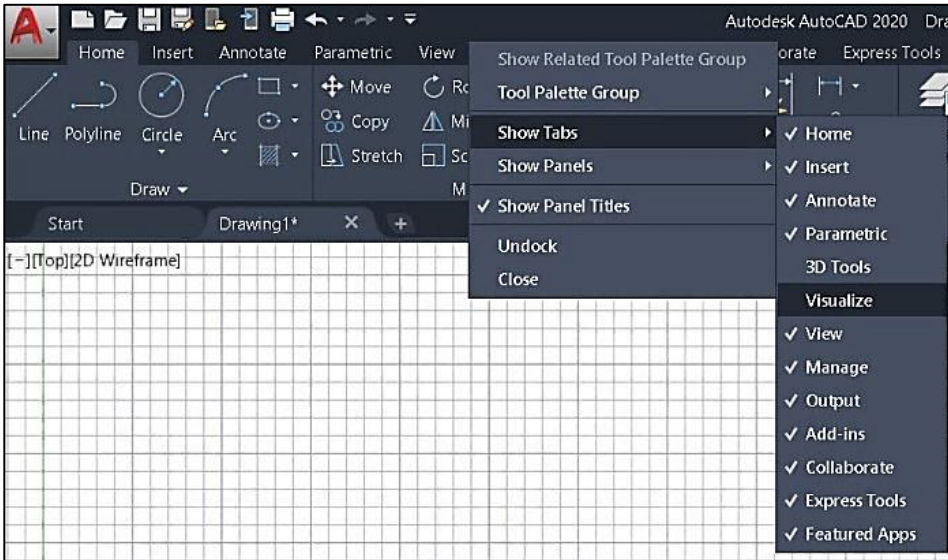 Autodesk AutoCAD 2020 Dra
Home Insert Annotate Parametric View orate Express Tools
Move Ro
Line Polyline Circle Arc Copy Mi
Stretch Sc
Draw M
Start Drawing1*
[-][Top][2D Wireframe]
Show Related Tool Palette Group
Tool Palette Group
Show Tabs
Show Panels
Show Panel Titles
Undock
Close
Home
Insert
Annotate
Parametric
3D Tools
Visualize
View
Manage
Output
Add-ins
Collaborate
Express Tools
Featured Apps